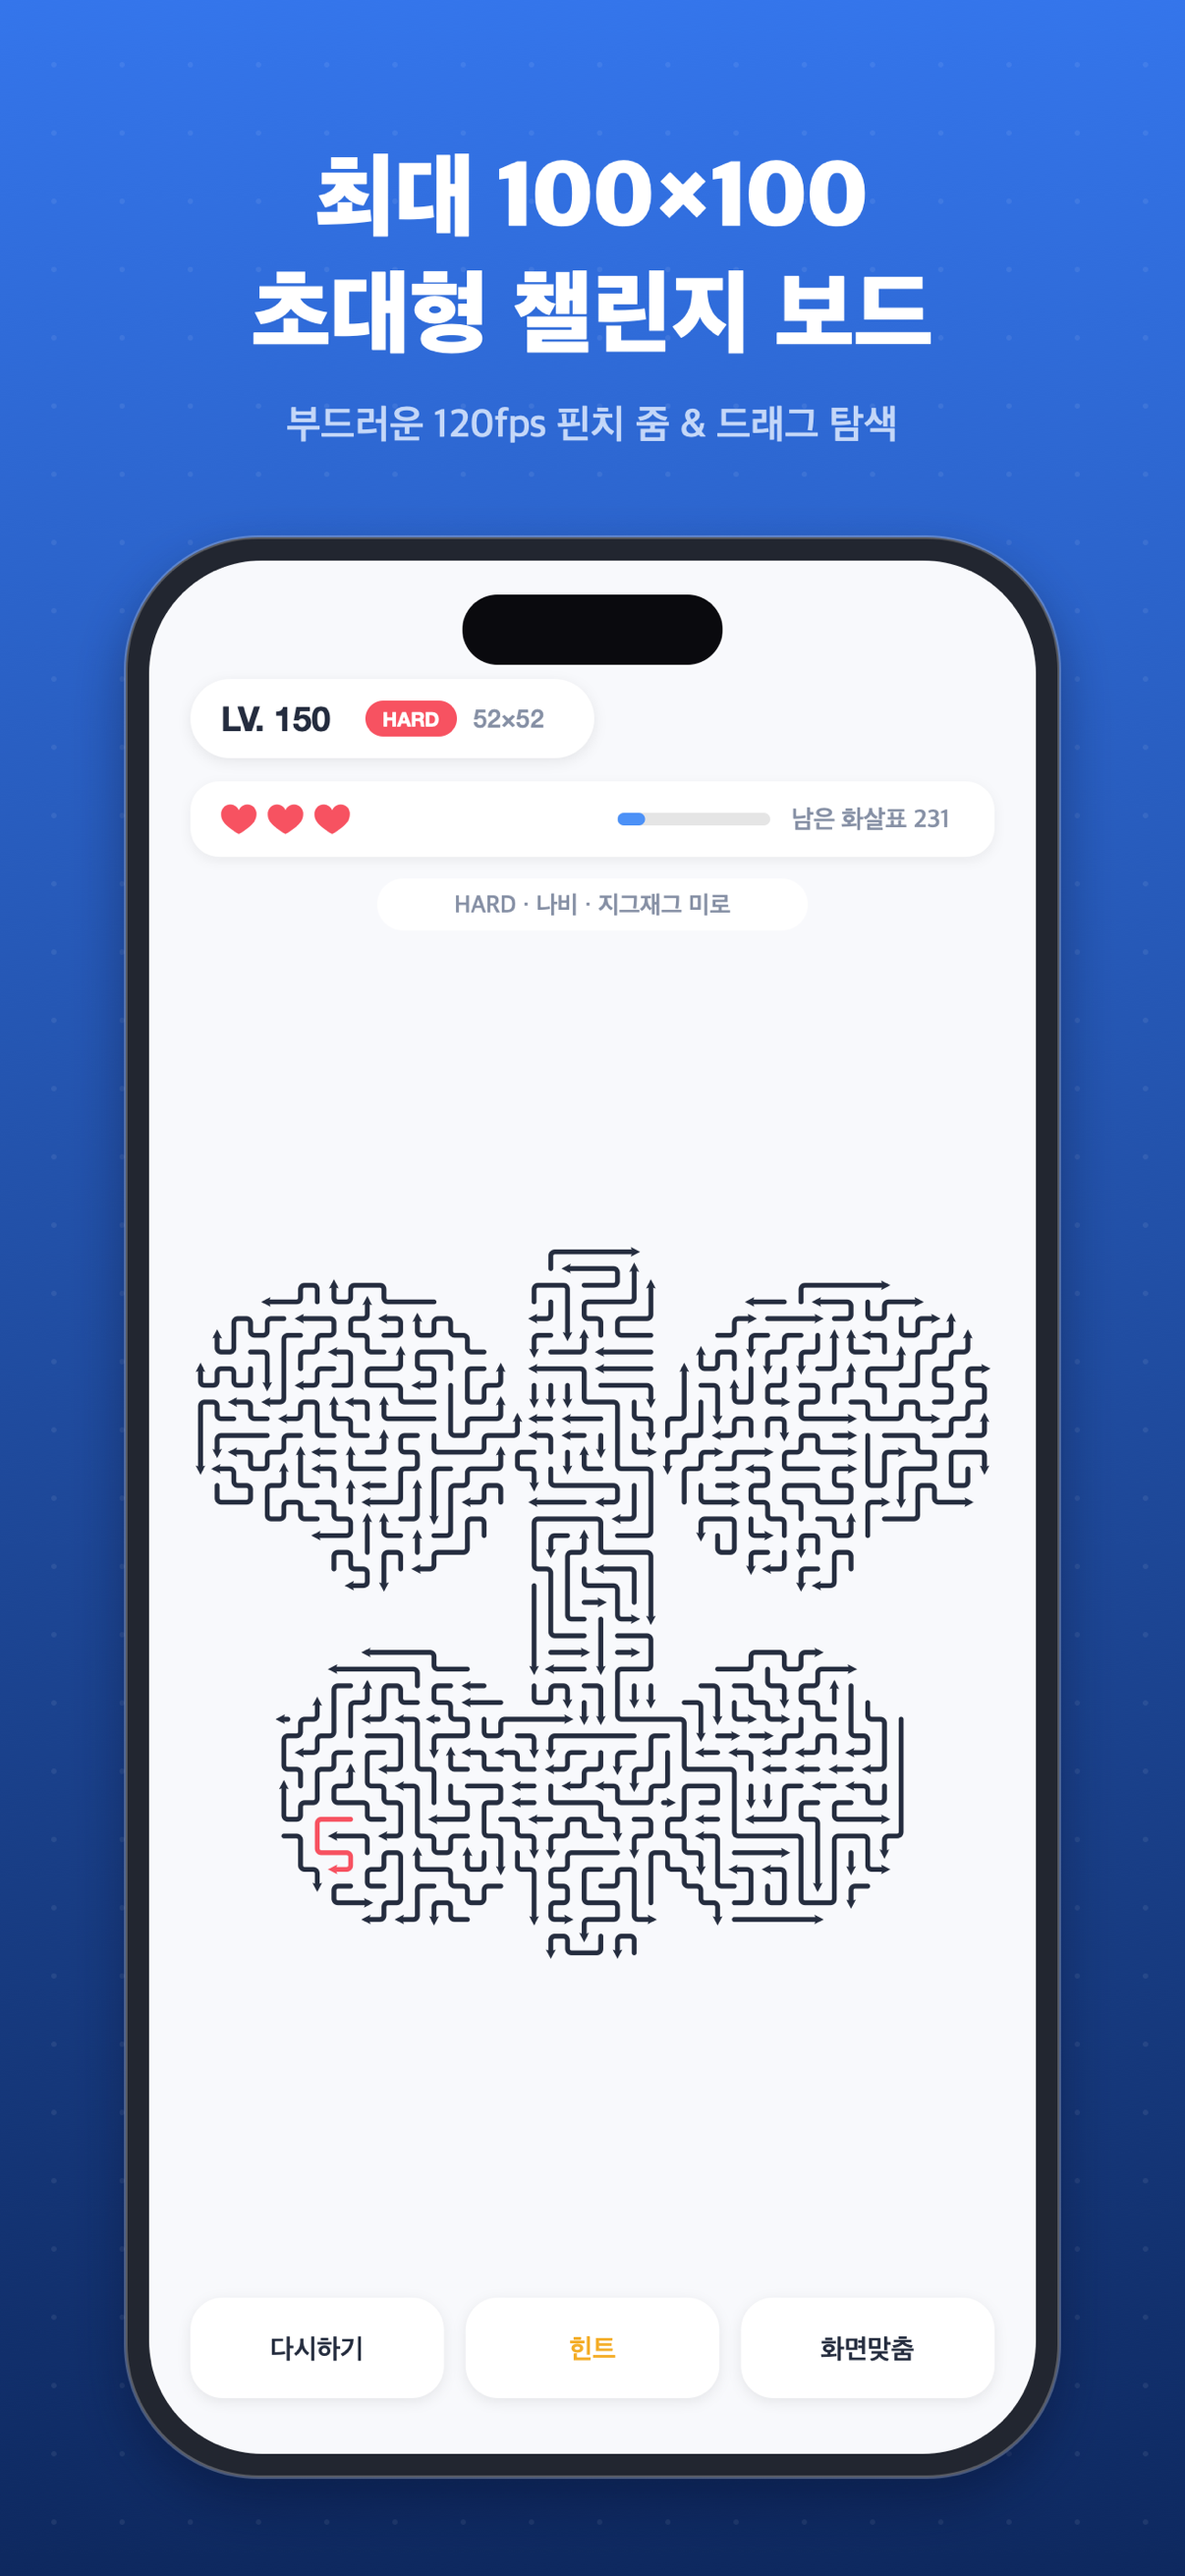 최대 100×100
초대형 챌린지 보드
부드러운 120fps 핀치 줌 & 드래그 탐색
LV. 150 HARD 52×52
남은 화살표 231
HARD · 나비 · 지그재그 미로
다시하기 힌트 화면맞춤